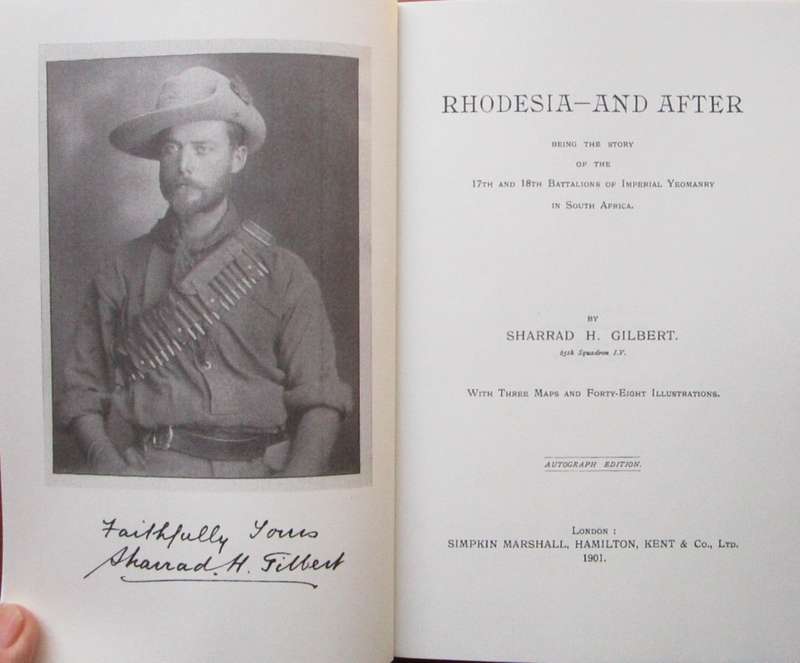 Faithfully Yours
Sharrad. H. Gilbert
RHODESIA—AND AFTER
BEING THE STORY
OF THE
17TH AND 18TH BATTALIONS OF IMPERIAL YEOMANRY
IN SOUTH AFRICA.
BY
SHARRAD H. GILBERT.
65th Squadron I.Y.
WITH THREE MAPS AND FORTY-EIGHT ILLUSTRATIONS.
AUTOGRAPH EDITION.
LONDON :
SIMPKIN MARSHALL, HAMILTON, KENT & CO., LTD.
1901.